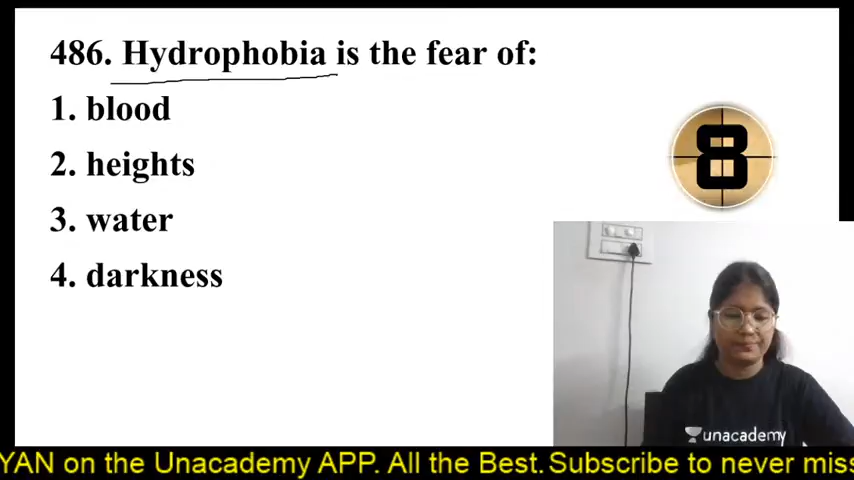 486. Hydrophobia is the fear of:
1. blood
2. heights
3. water
4. darkness
8
unacademy
YAN on the Unacademy APP. All the Best. Subscribe to never miss